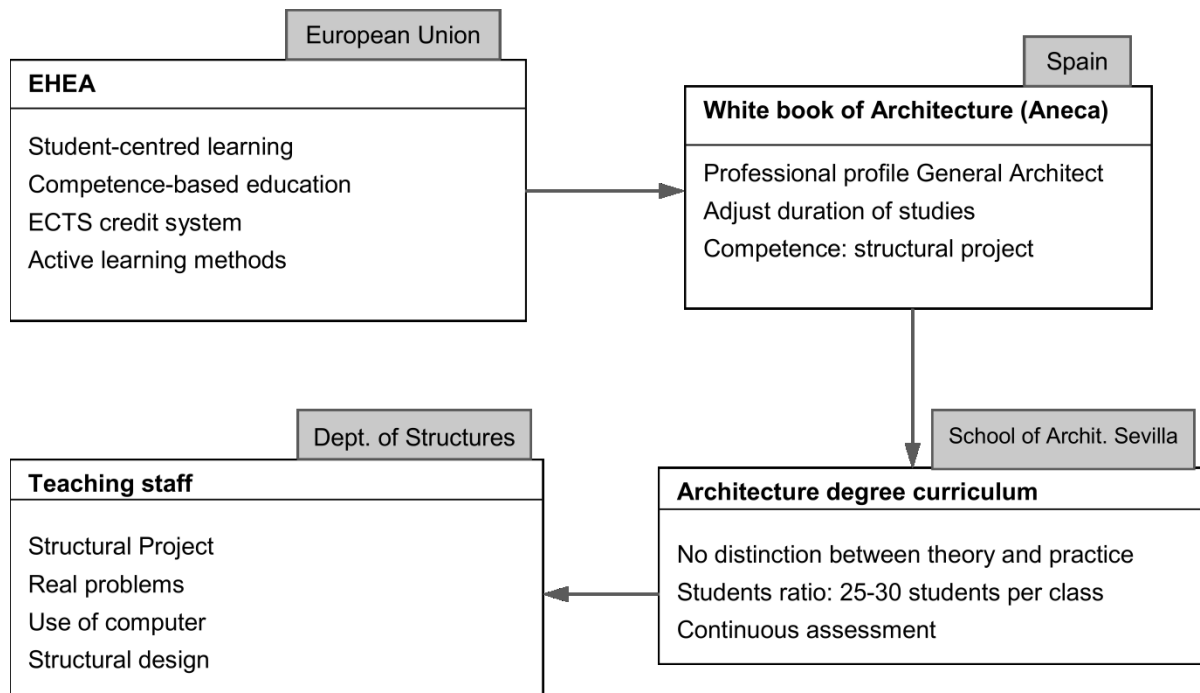 European Union
EHEA
Student-centred learning
Competence-based education
ECTS credit system
Active learning methods
Spain
White book of Architecture (Aneca)
Professional profile General Architect
Adjust duration of studies
Competence: structural project
Dept. of Structures
Teaching staff
Structural Project
Real problems
Use of computer
Structural design
School of Archit. Sevilla
Architecture degree curriculum
No distinction between theory and practice
Students ratio: 25-30 students per class
Continuous assessment